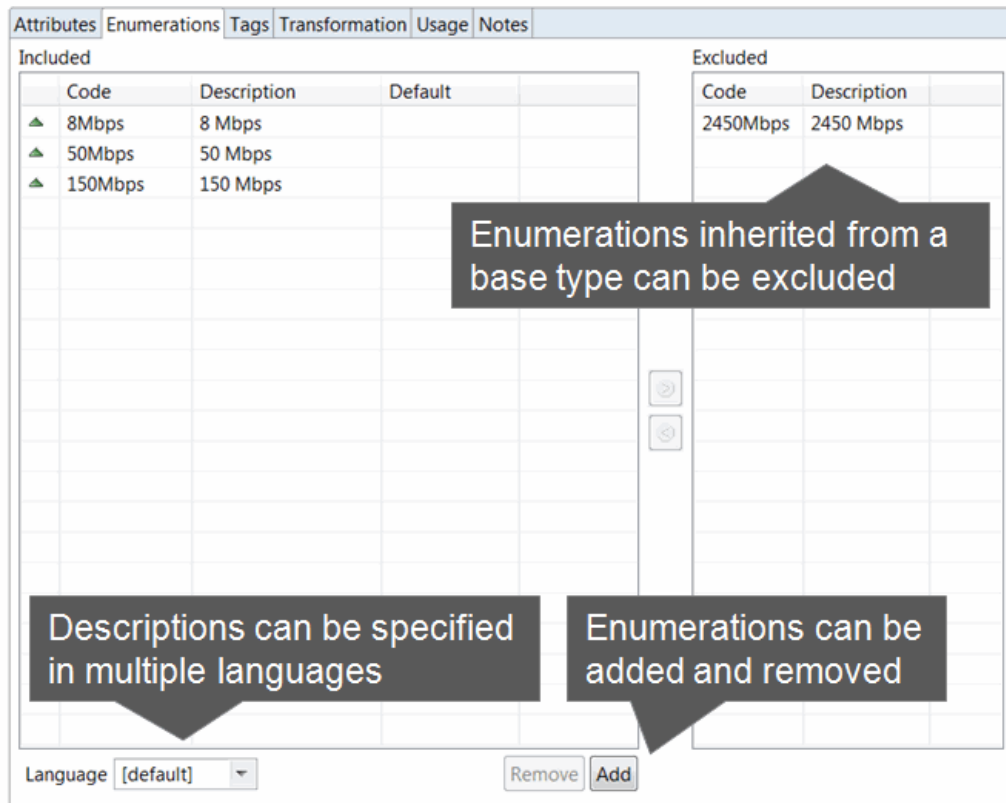 Attributes Enumerations Tags Transformation Usage Notes
Included
Excluded
Code Description Default
Code Description
8Mbps 8 Mbps
2450Mbps 2450 Mbps
50Mbps 50 Mbps
150Mbps 150 Mbps
Enumerations inherited from a
base type can be excluded
Descriptions can be specified
in multiple languages
Enumerations can be
added and removed
Language [default]
Remove Add